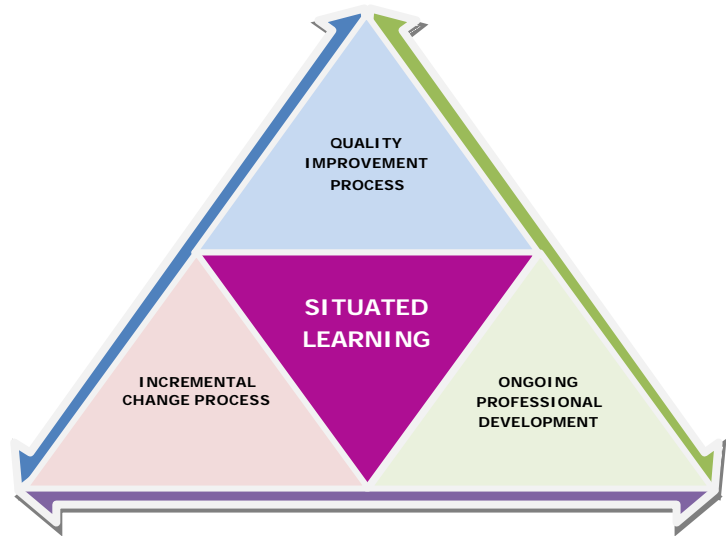 QUALITY
IMPROVEMENT
PROCESS
SITUATED
LEARNING
INCREMENTAL
CHANGE PROCESS
ONGOING
PROFESSIONAL
DEVELOPMENT